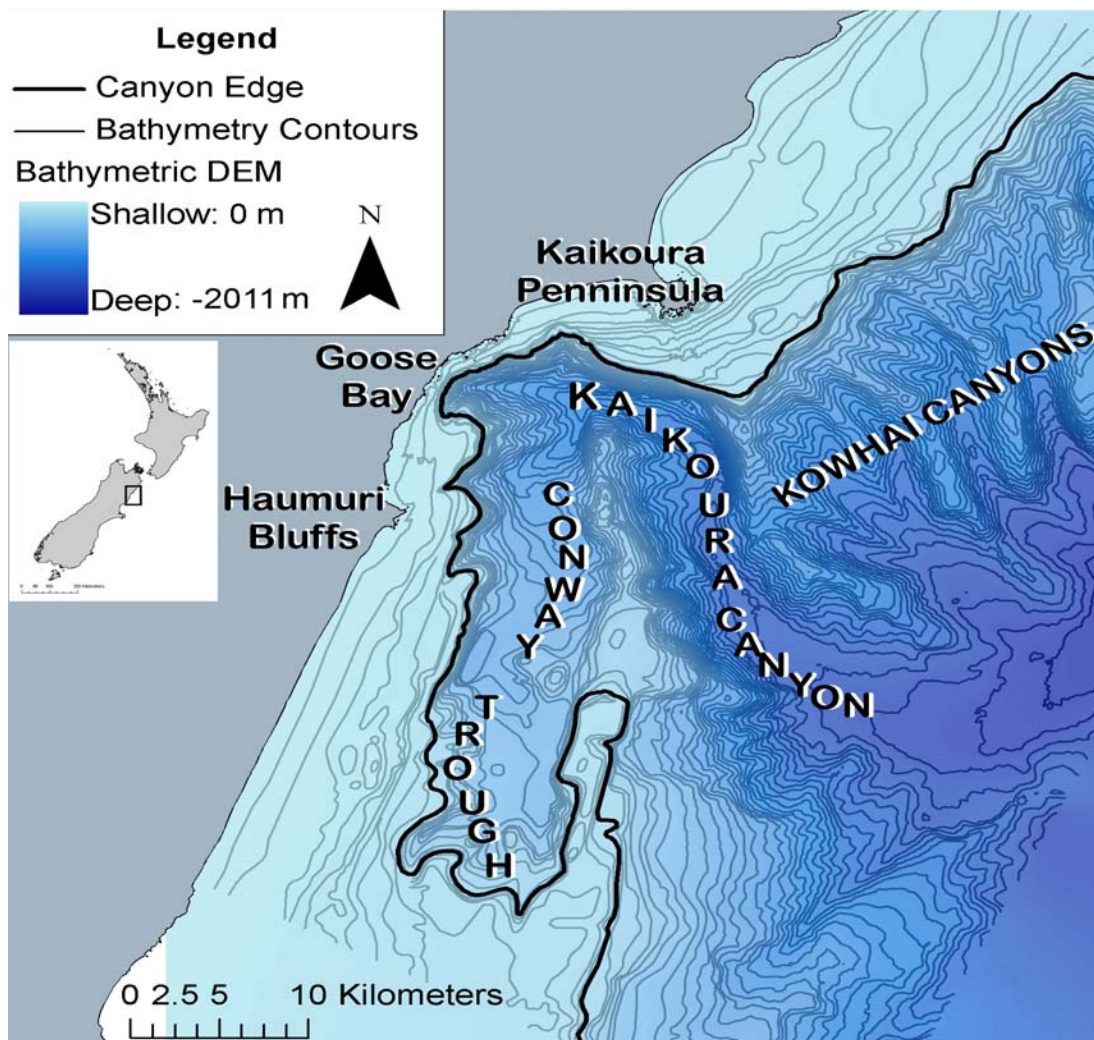 Legend
Canyon Edge
Bathymetry Contours
Bathymetric DEM
Shallow: 0 m
Deep: -2011 m
N
Kaikoura
Penninsula
Goose
Bay
Haumuri
Bluffs
KAIKOURA CANYON
KOWHAI CANYONS
CONWAY
TROUGH
0 2.5 5 10 Kilometers